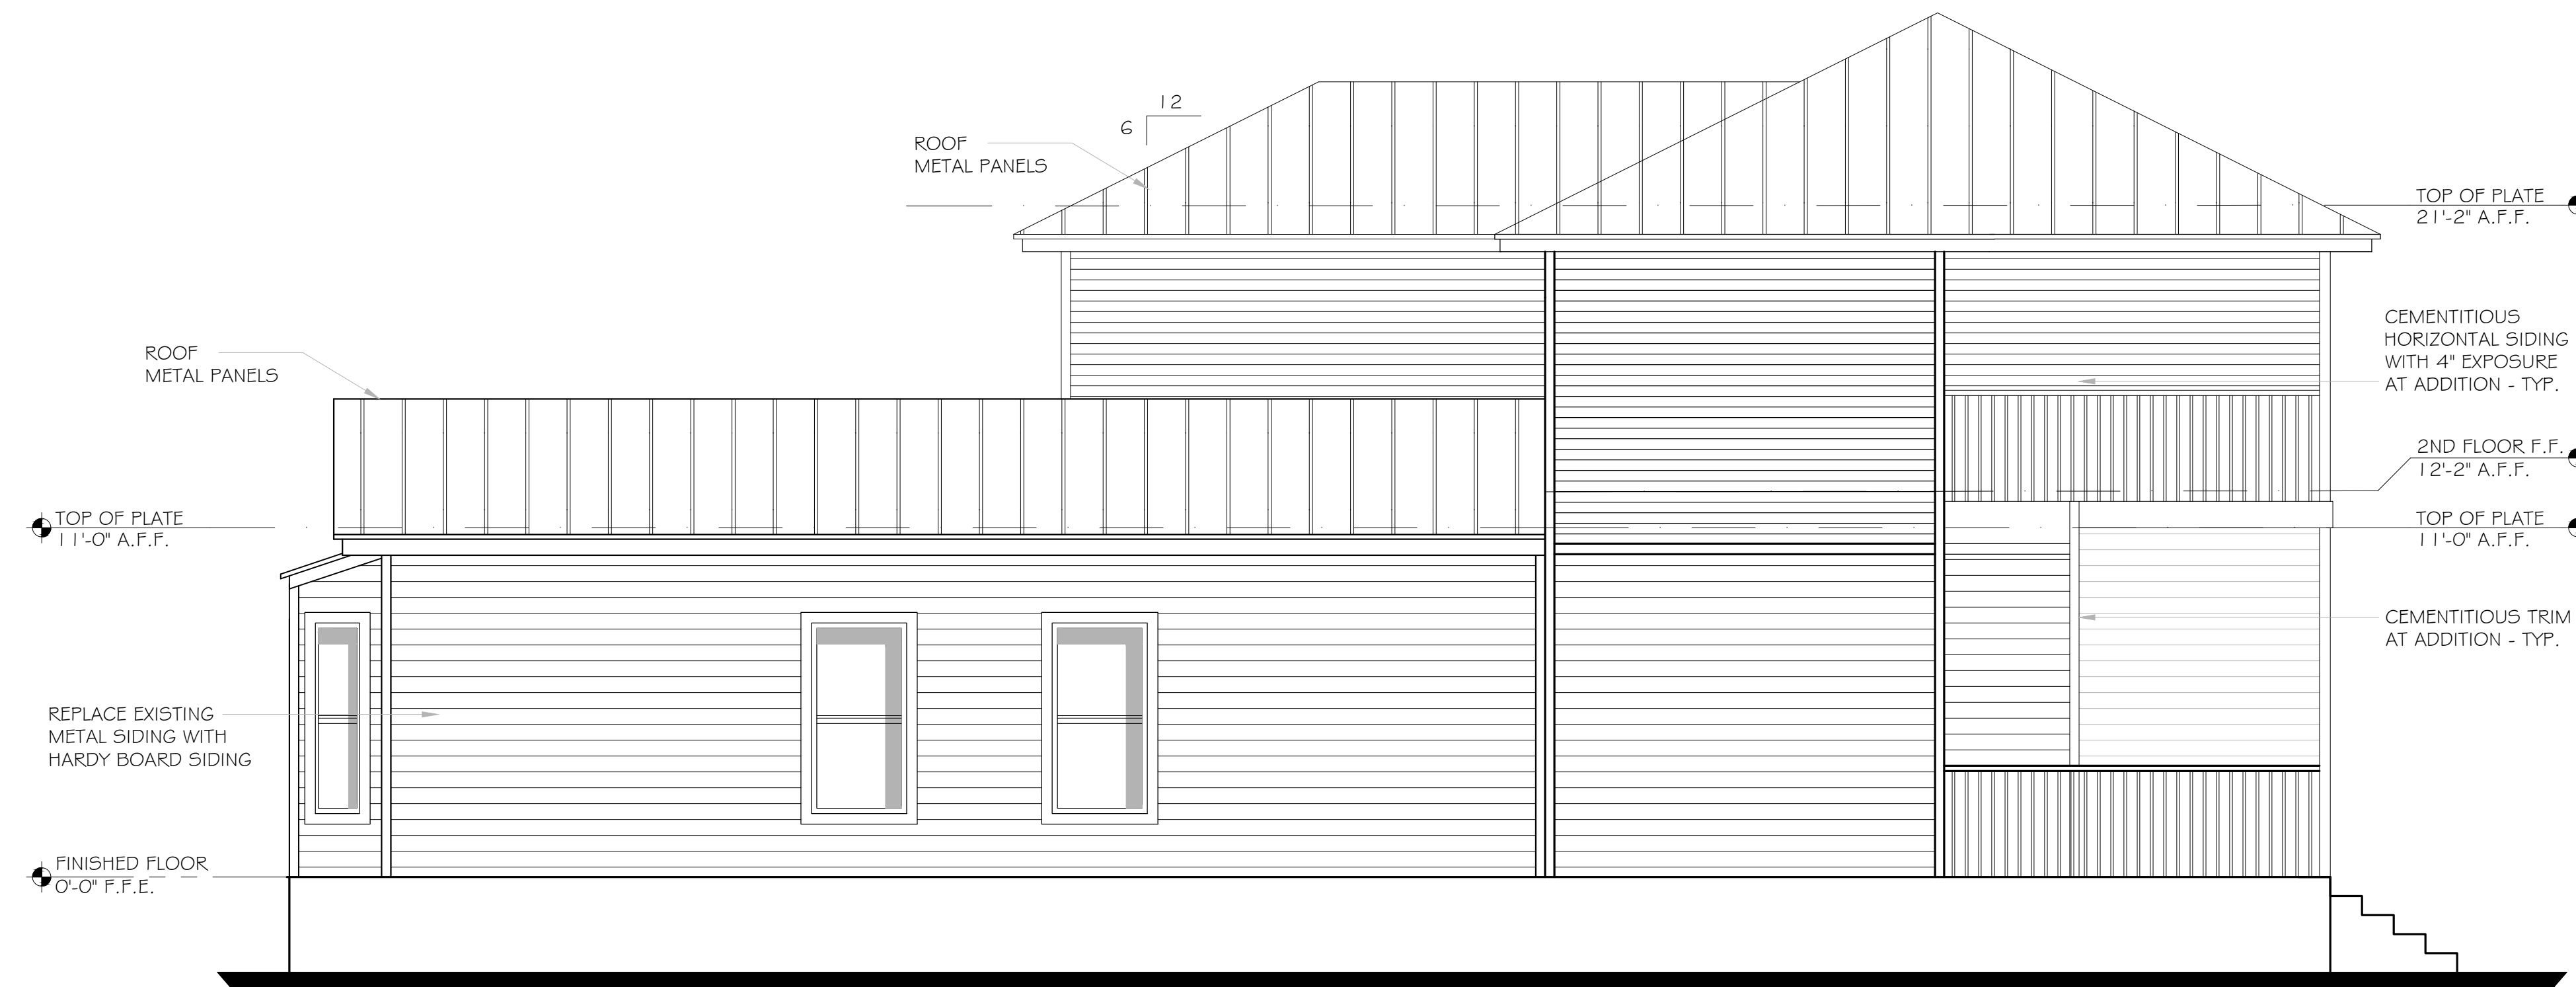 12
6
ROOF
METAL PANELS
TOP OF PLATE
21'-2" A.F.F.
CEMENTITIOUS
HORIZONTAL SIDING
WITH 4" EXPOSURE
AT ADDITION - TYP.
ROOF
METAL PANELS
2ND FLOOR F.F.
12'-2" A.F.F.
TOP OF PLATE
11'-0" A.F.F.
TOP OF PLATE
11'-0" A.F.F.
CEMENTITIOUS TRIM
AT ADDITION - TYP.
REPLACE EXISTING
METAL SIDING WITH
HARDY BOARD SIDING
FINISHED FLOOR
0'-0" F.F.E.